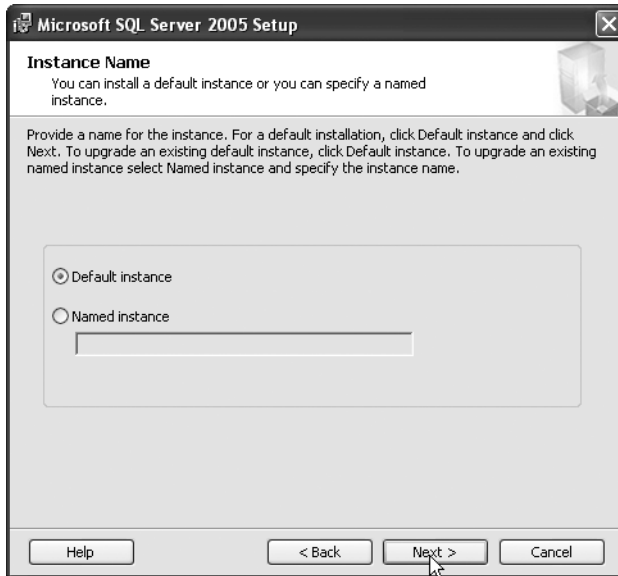 Microsoft SQL Server 2005 Setup
Instance Name
You can install a default instance or you can specify a named
instance.
Provide a name for the instance. For a default installation, click Default instance and click
Next. To upgrade an existing default instance, click Default instance. To upgrade an existing
named instance select Named instance and specify the instance name.
Default instance
Named instance
Help
< Back
Next >
Cancel